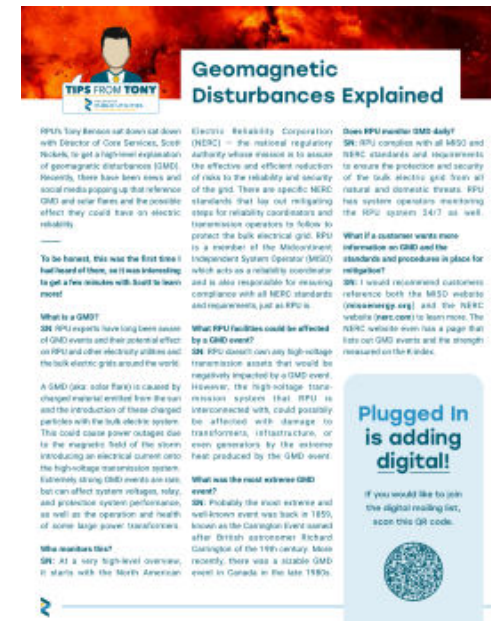 TIPS FROM TONY
Geomagnetic
Disturbances Explained
RPU's Tony Benson sat down sat down
with Director of Core Services, Scott
Nickels, to get a high-level explanation
of geomagnetic disturbances (GMD).
Recently, there have been news and
social media popping up that reference
GMD and solar flares and the possible
effect they could have on electric
reliability.
To be honest, this was the first time I
had heard of them, so it was interesting
to get a few minutes with Scott to learn
more!
What is a GMD?
SN: RPU experts have long been aware
of GMD events and their potential effect
on RPU and other electricity utilities and
the bulk electric grids around the world.
A GMD (aka: solar flare) is caused by
charged material emitted from the sun
and the introduction of these charged
particles with the bulk electric system.
This could cause power outages due
to the magnetic field of the storm
introducing an electrical current onto
the high-voltage transmission system.
Extremely strong GMD events are rare,
but can affect system voltages, relay,
and protection system performance,
as well as the operation and health
of some large power transformers.
Who monitors this?
SN: At a very high-level overview,
it starts with the North American
Electric Reliability Corporation
(NERC) — the national regulatory
authority whose mission is to assure
the effective and efficient reduction
of risks to the reliability and security
of the grid. There are specific NERC
standards that lay out mitigating
steps for reliability coordinators and
transmission operators to follow to
protect the bulk electrical grid. RPU
is a member of the Midcontinent
Independent System Operator (MISO)
which acts as a reliability coordinator
and is also responsible for ensuring
compliance with all NERC standards
and requirements, just as RPU is.
What RPU facilities could be affected
by a GMD event?
SN: RPU doesn't own any high-voltage
transmission assets that would be
negatively impacted by a GMD event.
However, the high-voltage trans-
mission system that RPU is
interconnected with, could possibly
be affected with damage to
transformers, infrastructure, or
even generators by the extreme
heat produced by the GMD event.
What was the most extreme GMD
event?
SN: Probably the most extreme and
well-known event was back in 1859,
known as the Carrington Event named
after British astronomer Richard
Carrington of the 19th century. More
recently, there was a sizable GMD
event in Canada in the late 1980s.
Does RPU monitor GMD daily?
SN: RPU complies with all MISO and
NERC standards and requirements
to ensure the protection and security
of the bulk electric grid from all
natural and domestic threats. RPU
has system operators monitoring
the RPU system 24/7 as well.
What if a customer wants more
information on GMD and the
standards and procedures in place for
mitigation?
SN: I would recommend customers
reference both the MISO website
(misoenergy.org) and the NERC
website (nerc.com) to learn more. The
NERC website even has a page that
lists out GMD events and the strength
measured on the K-index.
Plugged In
is adding
digital!
If you would like to join
the digital mailing list,
scan this QR code.